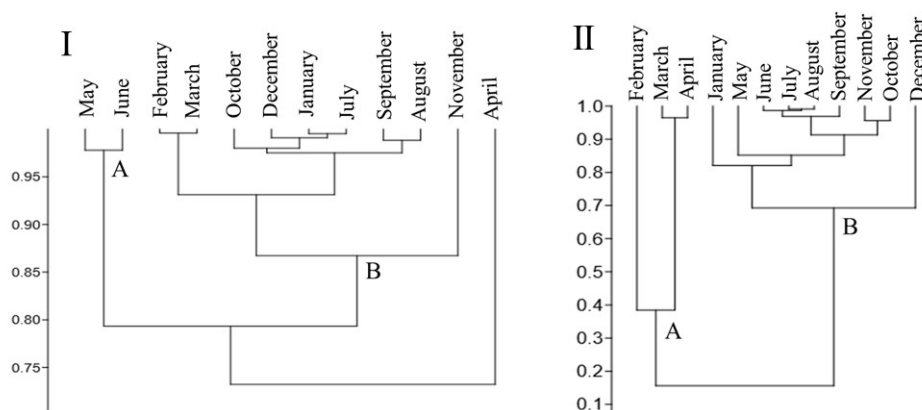 I
May
June
February
March
October
December
January
July
September
August
November
April
0.95
0.90
0.85
0.80
0.75
A
B
II
February
March
April
January
May
June
July
August
September
November
October
December
1.0
0.9
0.8
0.7
0.6
0.5
0.4
0.3
0.2
0.1
A
B